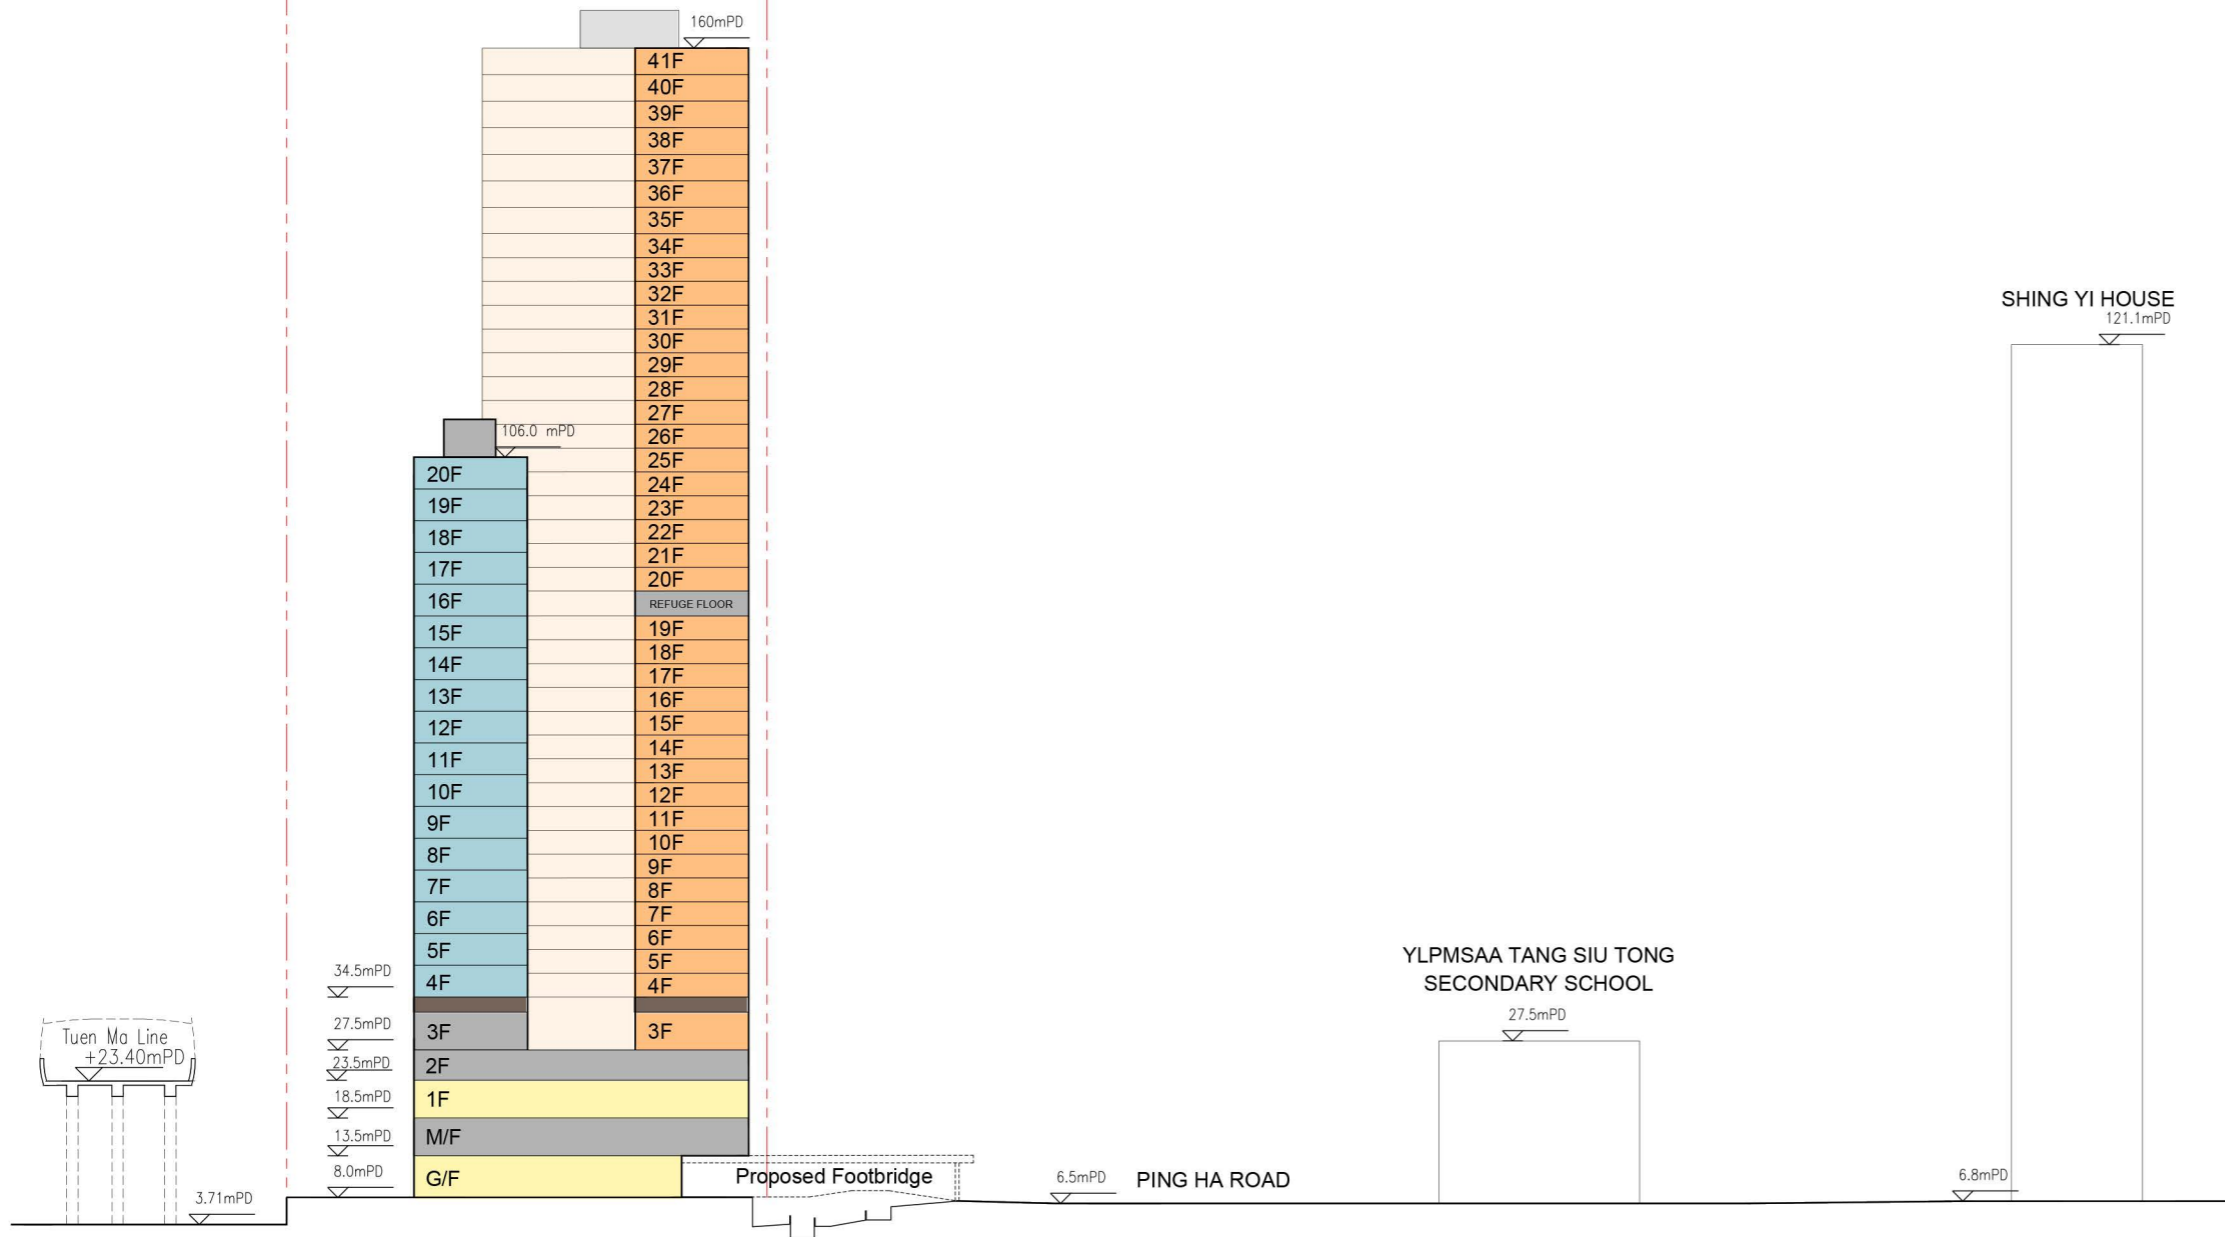 160mPD
41F
40F
39F
38F
37F
36F
35F
34F
33F
32F
31F
30F
29F
28F
27F
26F
25F
24F
23F
22F
21F
20F
REFUGE FLOOR
19F
18F
17F
16F
15F
14F
13F
12F
11F
10F
9F
8F
7F
6F
5F
4F
3F
106.0 mPD
20F
19F
18F
17F
16F
15F
14F
13F
12F
11F
10F
9F
8F
7F
6F
5F
4F
3F
2F
1F
M/F
G/F
34.5mPD
27.5mPD
23.5mPD
18.5mPD
13.5mPD
8.0mPD
Tuen Ma Line
+23.40mPD
3.71mPD
Proposed Footbridge
6.5mPD
PING HA ROAD
YLPMSAA TANG SIU TONG
SECONDARY SCHOOL
27.5mPD
SHING YI HOUSE
121.1mPD
6.8mPD